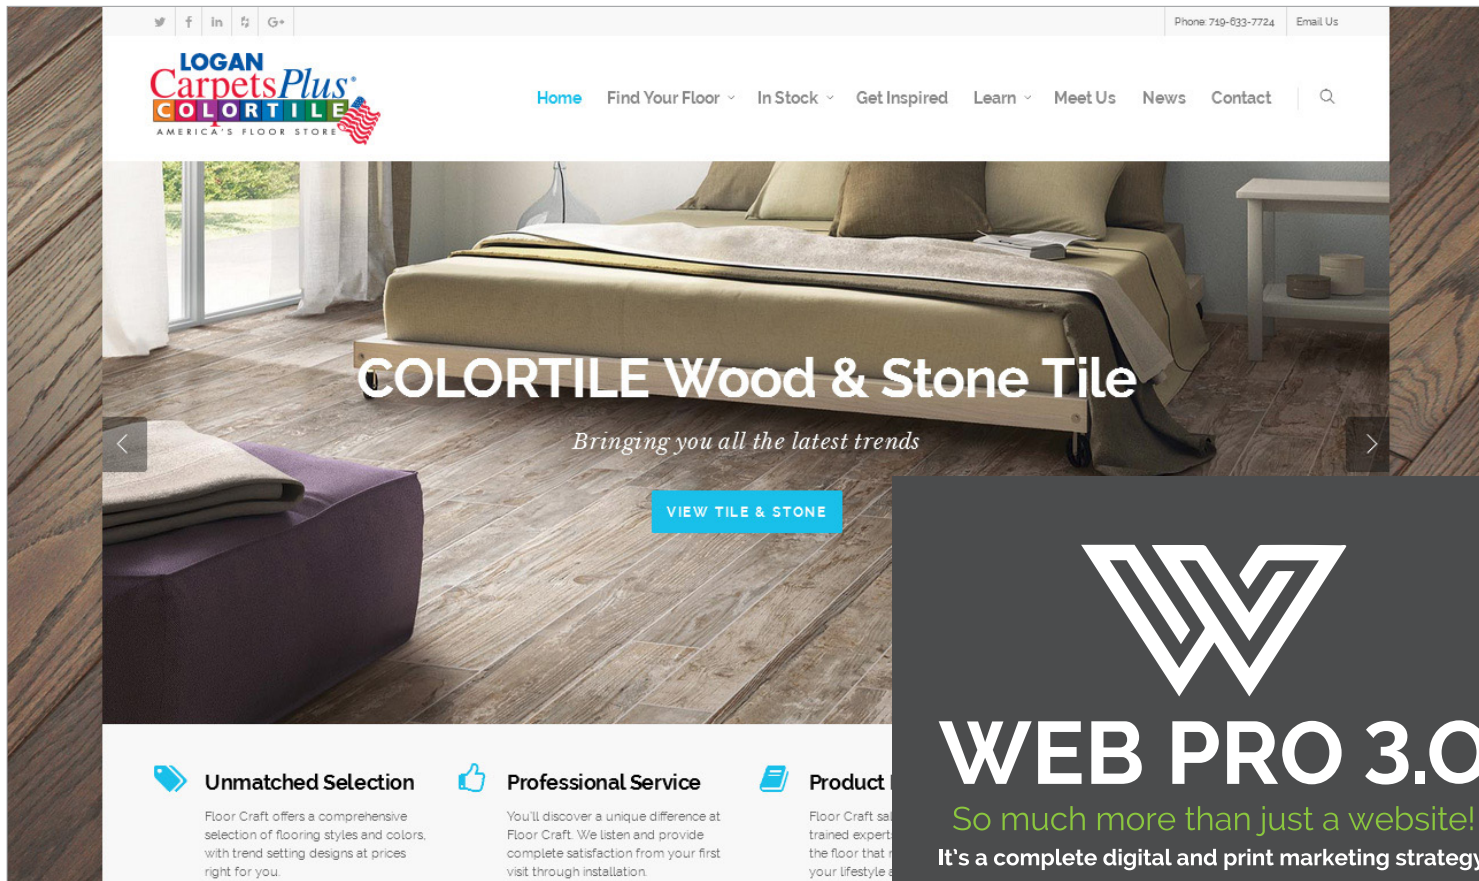 Phone: 719-633-7724 Email Us
LOGAN
CarpetsPlus
COLORTILE
AMERICA'S FLOOR STORE
Home Find Your Floor In Stock Get Inspired Learn Meet Us News Contact
COLORTILE Wood & Stone Tile
Bringing you all the latest trends
VIEW TILE & STONE
Unmatched Selection
Floor Craft offers a comprehensive
selection of flooring styles and colors,
with trend setting designs at prices
right for you.
Professional Service
You'll discover a unique difference at
Floor Craft. We listen and provide
complete satisfaction from your first
visit through installation.
Product
Floor Craft
trained
the floor that
your lifestyle
WEB PRO 3.0
So much more than just a website!
It's a complete digital and print marketing strategy